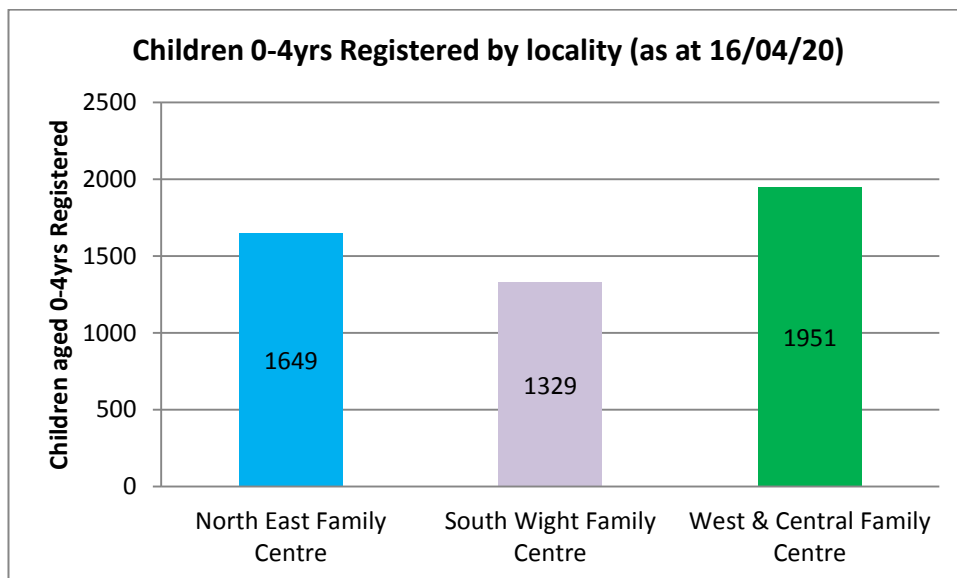 Children 0-4yrs Registered by locality (as at 16/04/20)
Children aged 0-4yrs Registered
2500
2000
1500
1000
500
0
1649
1329
1951
North East Family
Centre
South Wight Family
Centre
West & Central Family
Centre